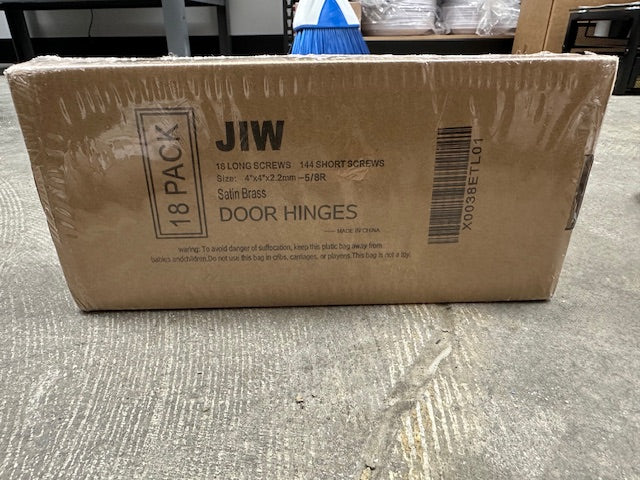 18 PACK
JIW
18 LONG SCREWS 144 SHORT SCREWS
Size: 4"x4"x2.2mm-5/8R
Satin Brass
DOOR HINGES
MADE IN CHINA
waring: To avoid danger of suffocation, keep this platic bag away from
babies andchildren.Do not use this bag in cribs, carriages, or playens.This bag is not a toy.
X0038ETL01